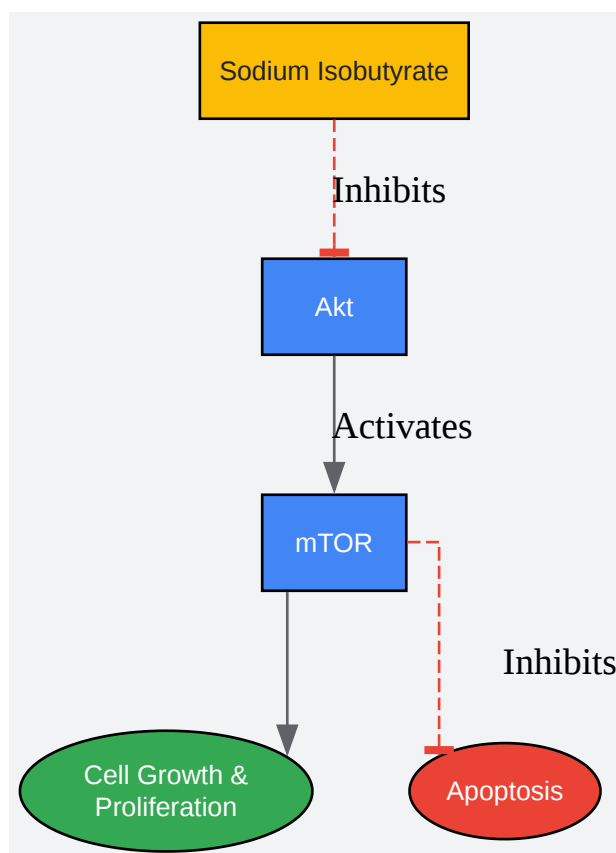 Sodium Isobutyrate
Inhibits
Akt
Activates
mTOR
Inhibits
Cell Growth &
Proliferation
Apoptosis